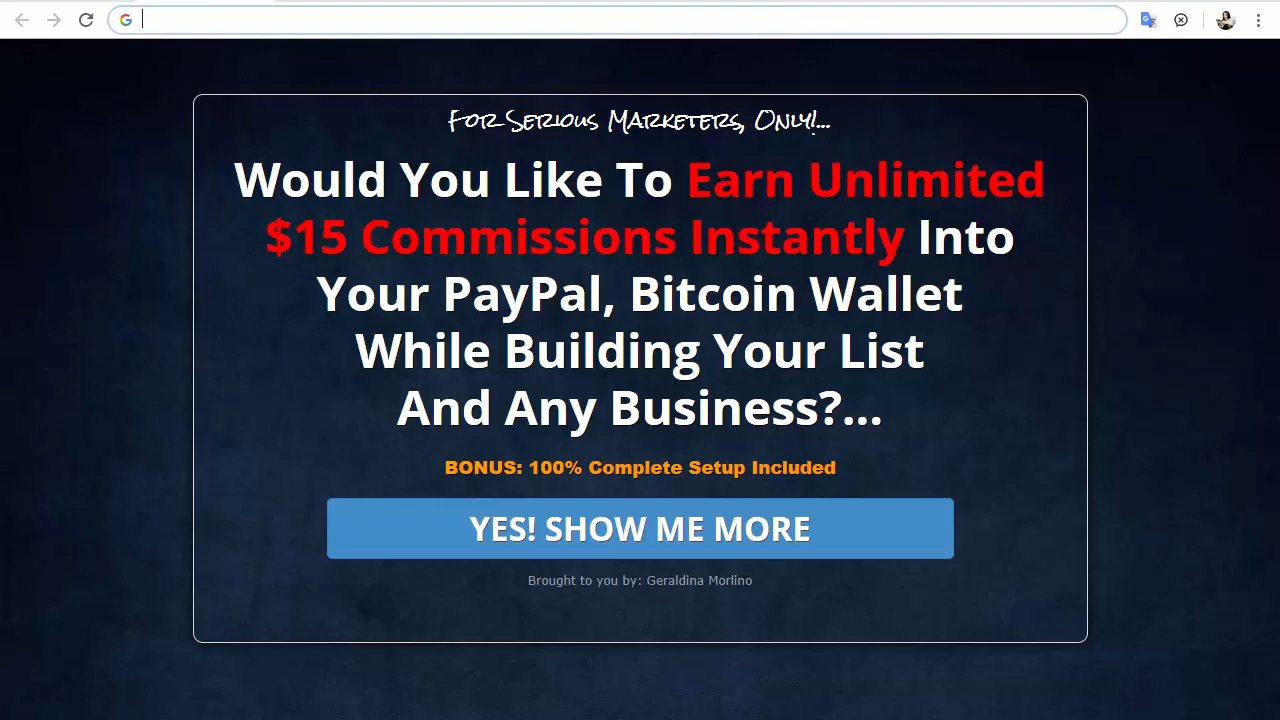 For Serious Marketers, Only!...
Would You Like To Earn Unlimited
$15 Commissions Instantly Into
Your PayPal, Bitcoin Wallet
While Building Your List
And Any Business?...
BONUS: 100% Complete Setup Included
YES! SHOW ME MORE
Brought to you by: Geraldina Morlino